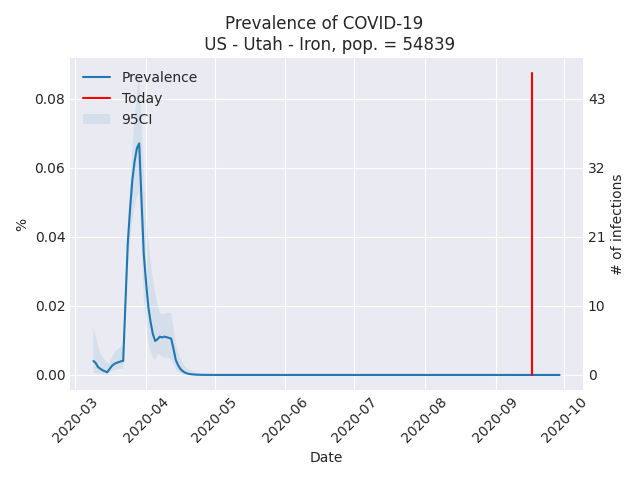 Prevalence of COVID-19
US - Utah - Iron, pop. = 54839
Prevalence
Today
95CI
0.08
0.06
0.04
0.02
0.00
%
43
32
21
10
0
# of infections
2020-03
2020-04
2020-05
2020-06
2020-07
2020-08
2020-09
2020-10
Date